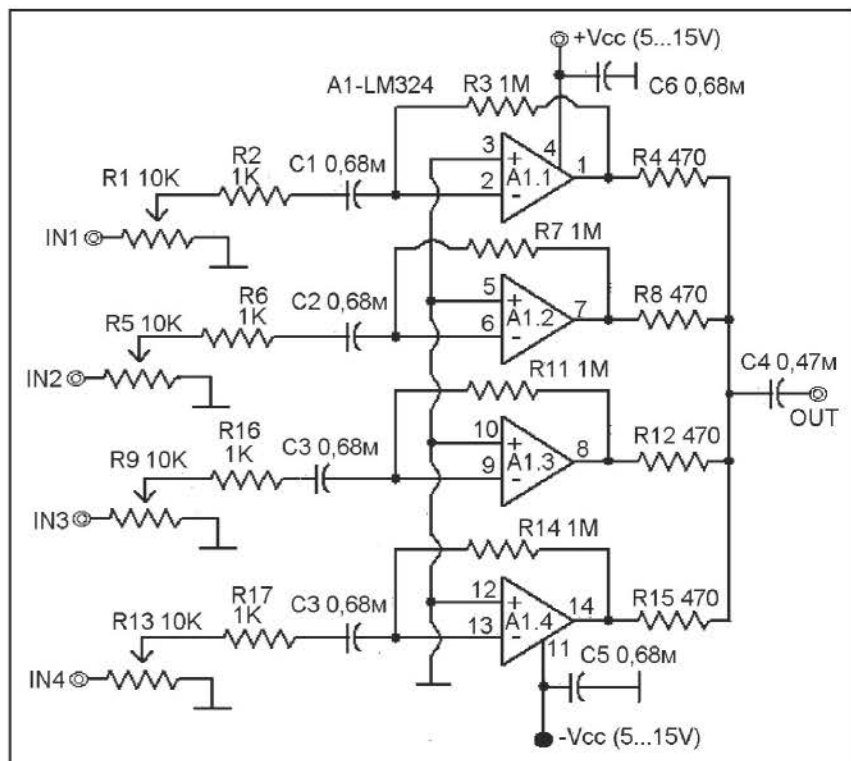 +Vcc (5...15V)
A1-LM324
R3 1M
C6 0,68м
R1 10K
R2
1K
C1 0,68м
3
+
4
A1.1
1
2
-
R4 470
IN1
R7 1M
R5 10K
R6
1K
C2 0,68м
5
+
A1.2
7
6
-
R8 470
IN2
R11 1M
C4 0,47м
OUT
R9 10K
R16
1K
C3 0,68м
10
+
A1.3
8
9
-
R12 470
IN3
R14 1M
R13 10K
R17
1K
C3 0,68м
12
+
A1.4
14
13
-
11
R15 470
C5 0,68м
IN4
-Vcc (5...15V)